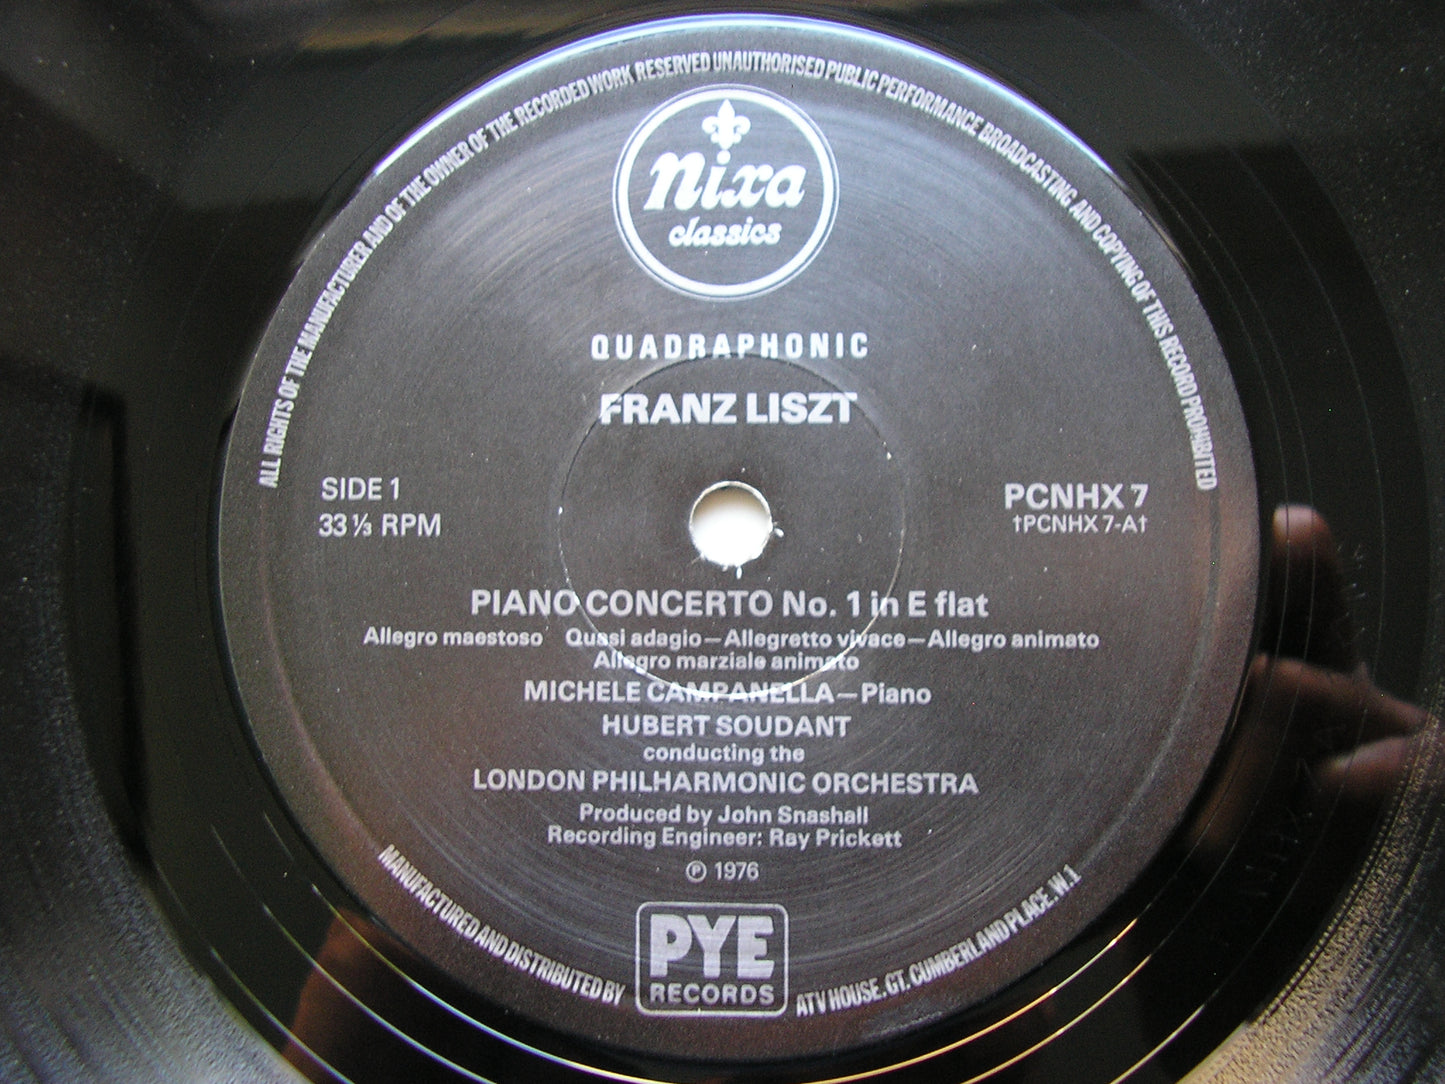 ALL RIGHTS OF THE MANUFACTURER AND OF THE OWNER OF THE RECORDED WORK RESERVED UNAUTHORISED PUBLIC PERFORMANCE BROADCASTING AND COPYING OF THIS RECORD PROHIBITED
nixa
classics
QUADRAPHONIC
FRANZ LISZT
SIDE 1
33⅓ RPM
PCNHX 7
†PCNHX 7-A†
PIANO CONCERTO No. 1 in E flat
Allegro maestoso Quasi adagio—Allegretto vivace—Allegro animato
Allegro marziale animato
MICHELE CAMPANELLA—Piano
HUBERT SOUDANT
conducting the
LONDON PHILHARMONIC ORCHESTRA
Produced by John Snashall
Recording Engineer: Ray Prickett
℗ 1976
MANUFACTURED AND DISTRIBUTED BY
PYE
RECORDS
ATV HOUSE. GT. CUMBERLAND PLACE. W.1